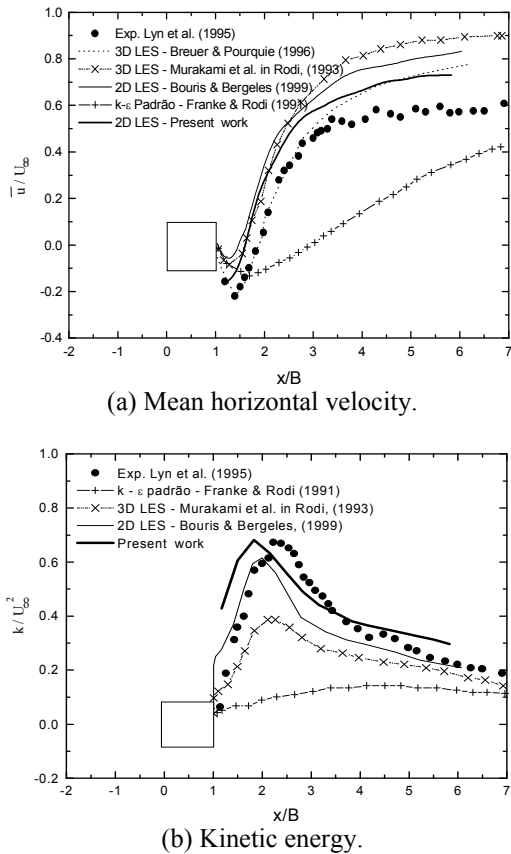 1.0
0.8
0.6
0.4
0.2
0.0
0.2
0.4
u / U∞
Exp. Lyn et al. (1995)
3D LES - Breuer & Pourquie (1996)
3D LES - Murakami et al. in Rodi, (1993)
2D LES - Bouris & Bergeles (1999)
k-ε Padrão - Franke & Rodi (1991)
2D LES - Present work
-2 -1 0 1 2 3 4 5 6 7
x/B
(a) Mean horizontal velocity.
1.0
0.8
0.6
0.4
0.2
0.0
-0.2
k / U∞²
Exp. Lyn et al. (1995)
k - ε padrão - Franke & Rodi (1991)
3D LES - Murakami et al. in Rodi, (1993)
2D LES - Bouris & Bergeles, (1999)
Present work
-2 -1 0 1 2 3 4 5 6 7
x/B
(b) Kinetic energy.